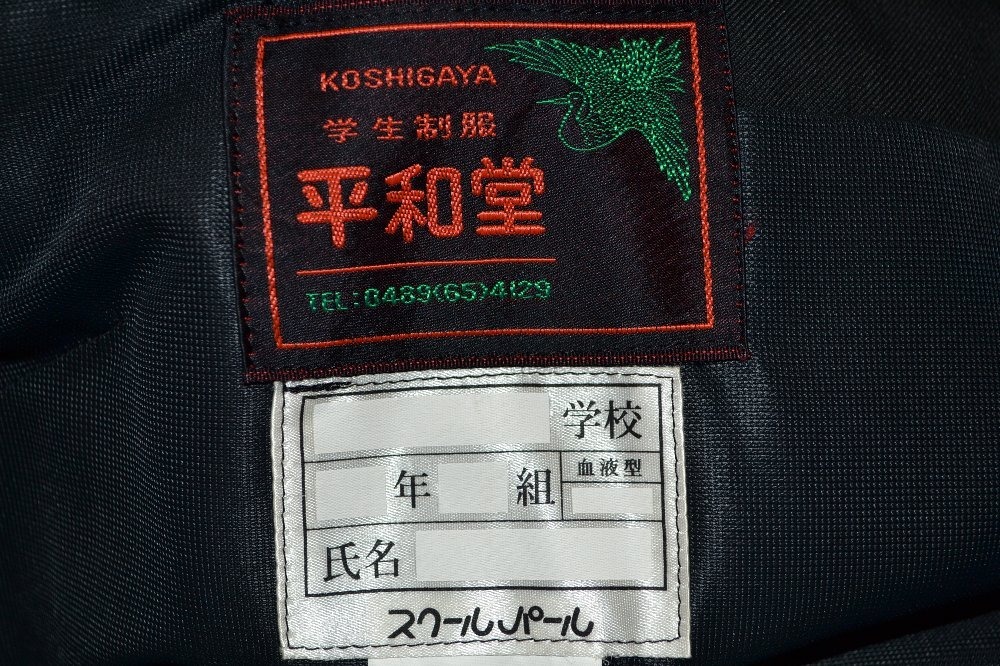 KOSHIGAYA
学生制服
平和堂
TEL:0489(65)4129
学校
年 組 血液型
氏名
スクールパール